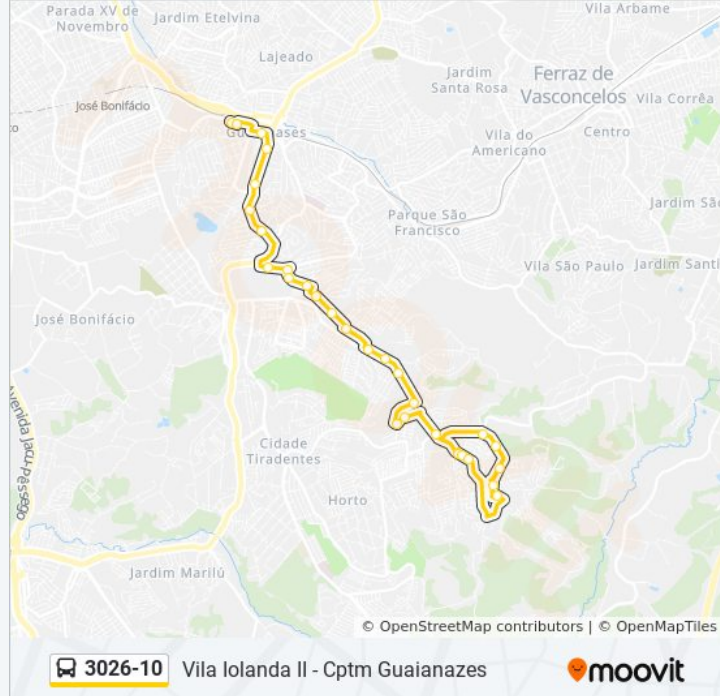 Parada XV de
Novembro
Jardim Etelvina
Vila Arbame
Lajeado
Jardim
Santa Rosa
Ferraz de
Vasconcelos
Vila Corrêa
José Bonifácio
Vila do
Americano
Centro
Parque São
Francisco
Jardim São
Vila São Paulo
Jardim Santi
José Bonifácio
Avenida Jacu-Pêssego
Cidade
Tiradentes
Horto
Jardim Marilú
© OpenStreetMap contributors | © OpenMapTiles
3026-10
Vila Iolanda II - Cptm Guaianazes
moovit